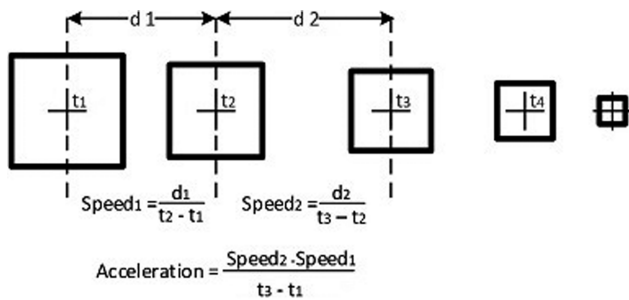 d 1 d 2
t1 t2 t3 t4
Speed1 = d1 / t2 - t1 Speed2 = d2 / t3 – t2
Acceleration = Speed2 - Speed1 / t3 - t1